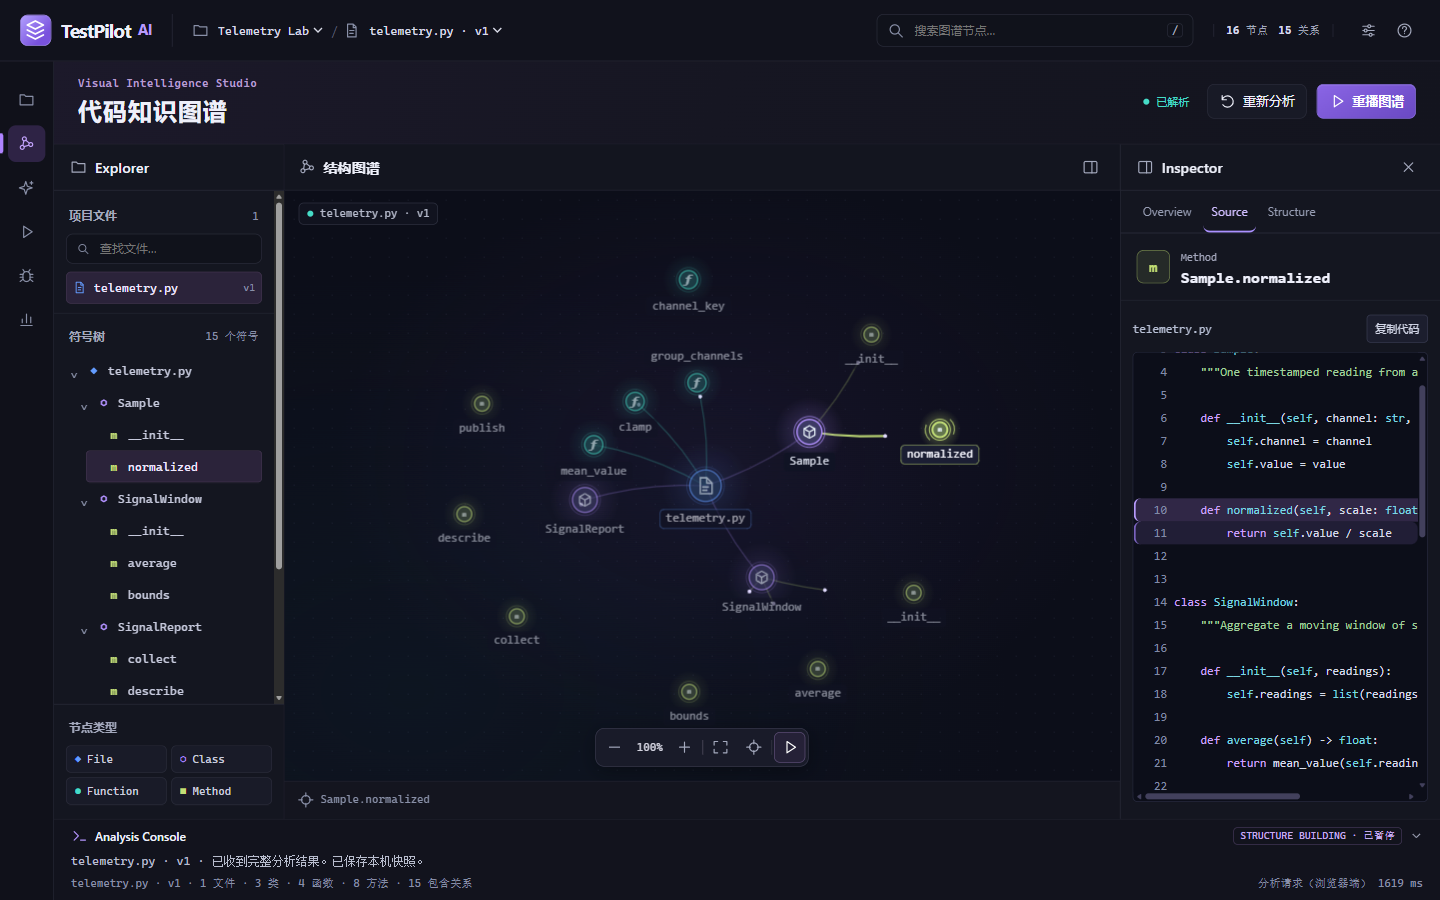 TestPilot AI
Telemetry Lab
/
telemetry.py · v1
搜索图谱节点...
/
16 节点 15 关系
Visual Intelligence Studio
代码知识图谱
已解析
重新分析
重播图谱
Explorer
项目文件 1
查找文件...
telemetry.py v1
符号树 15 个符号
telemetry.py
Sample
m __init__
m normalized
SignalWindow
m __init__
m average
m bounds
SignalReport
m collect
m describe
节点类型
File
Class
Function
Method
结构图谱
telemetry.py · v1
channel_key
__init__
group_channels
publish
clamp
normalized
Sample
mean_value
telemetry.py
SignalReport
describe
SignalWindow
__init__
collect
average
bounds
100%
Sample.normalized
Inspector
Overview Source Structure
m
Method
Sample.normalized
telemetry.py
复制代码
4 """One timestamped reading from a
5
6 def __init__(self, channel: str,
7 self.channel = channel
8 self.value = value
9
10 def normalized(self, scale: float
11 return self.value / scale
12
13
14 class SignalWindow:
15 """Aggregate a moving window of s
16
17 def __init__(self, readings):
18 self.readings = list(readings
19
20 def average(self) -> float:
21 return mean_value(self.readin
22
Analysis Console
STRUCTURE BUILDING · 已暂停
telemetry.py · v1 · 已收到完整分析结果。已保存本机快照。
telemetry.py · v1 · 1 文件 · 3 类 · 4 函数 · 8 方法 · 15 包含关系
分析请求（浏览器端） 1619 ms